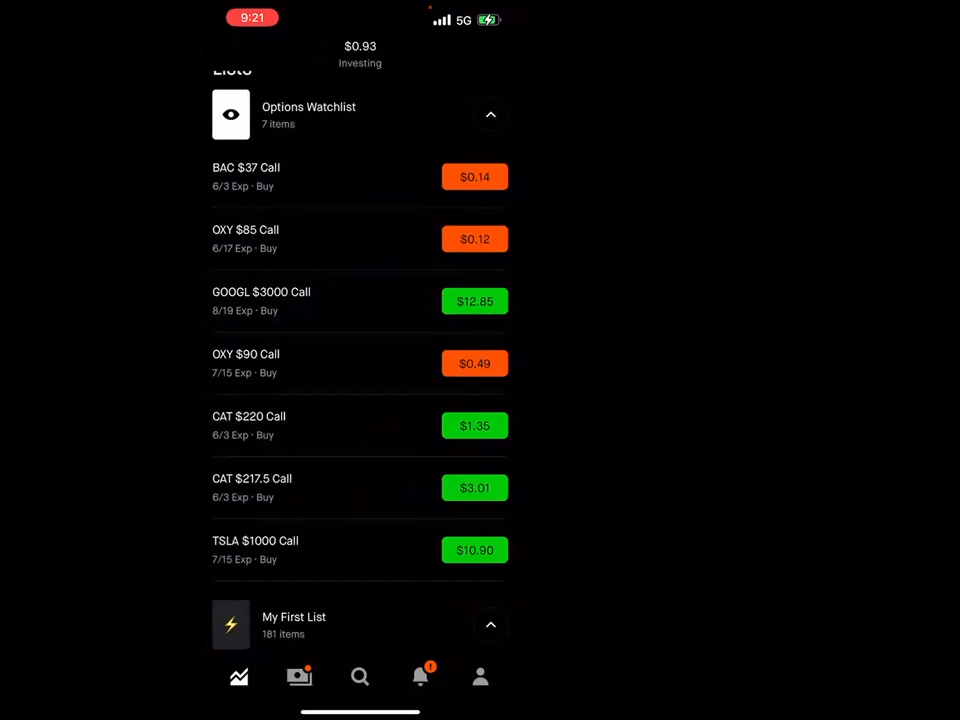 9:21
5G
$0.93
Investing
Lists
Options Watchlist
7 items
BAC $37 Call
6/3 Exp · Buy
$0.14
OXY $85 Call
6/17 Exp · Buy
$0.12
GOOGL $3000 Call
8/19 Exp · Buy
$12.85
OXY $90 Call
7/15 Exp · Buy
$0.49
CAT $220 Call
6/3 Exp · Buy
$1.35
CAT $217.5 Call
6/3 Exp · Buy
$3.01
TSLA $1000 Call
7/15 Exp · Buy
$10.90
My First List
181 items
!